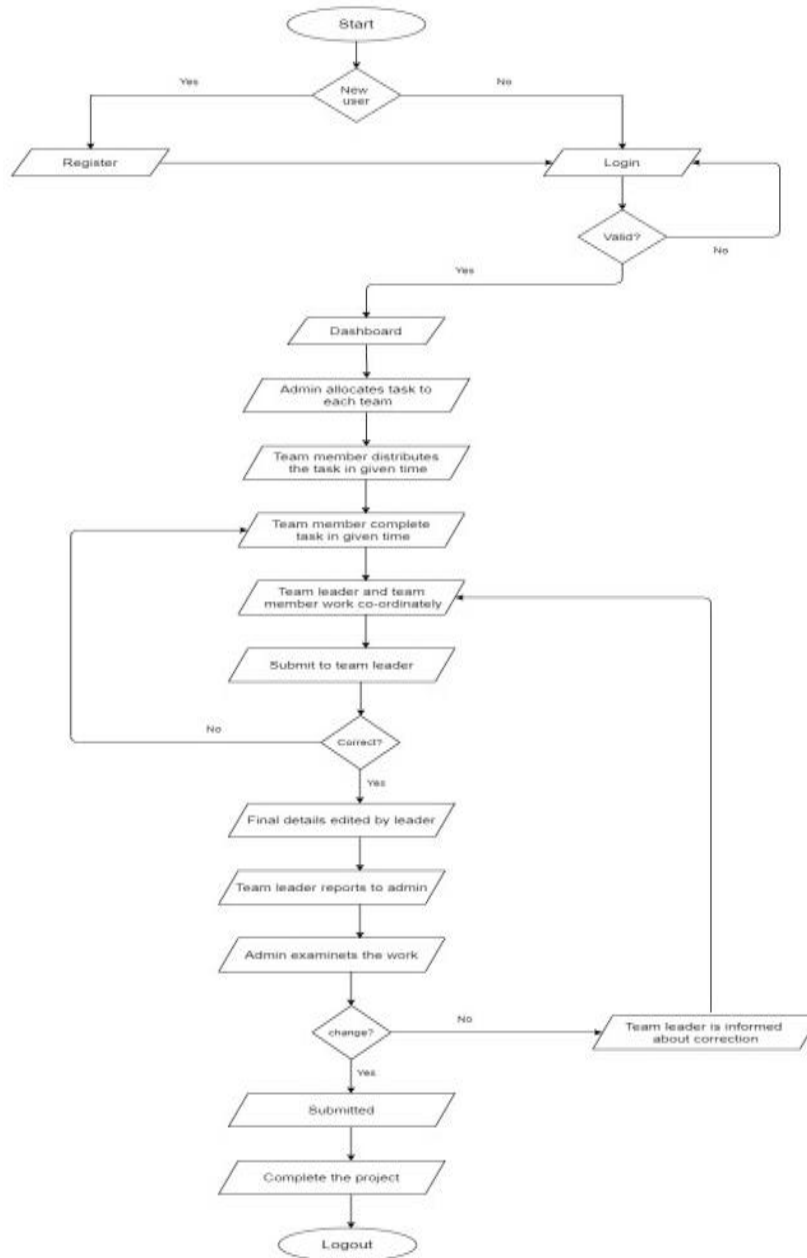 Start
Yes
New
user
No
Register
Login
Valid?
No
Yes
Dashboard
Admin allocates task to
each team
Team member distributes
the task in given time
Team member complete
task in given time
Team leader and team
member work co-ordinately
Submit to team leader
No
Correct?
Yes
Final details edited by leader
Team leader reports to admin
Admin examinets the work
change?
No
Team leader is informed
about correction
Yes
Submitted
Complete the project
Logout